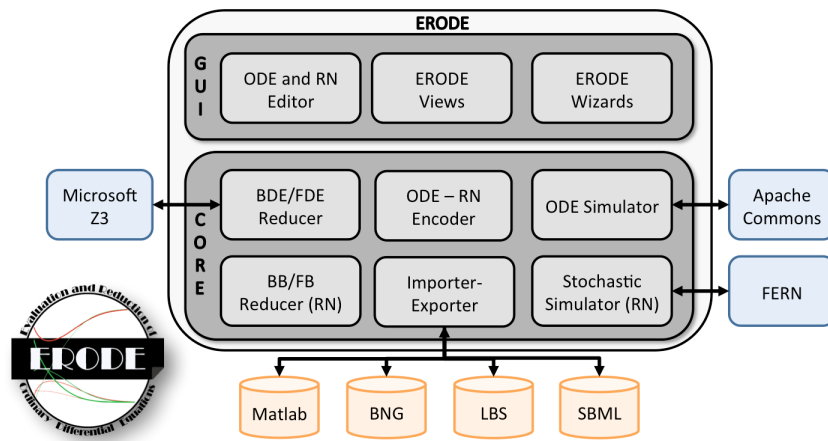 ERODE
GUI
ODE and RN
Editor
ERODE
Views
ERODE
Wizards
CORE
BDE/FDE
Reducer
ODE – RN
Encoder
ODE Simulator
BB/FB
Reducer (RN)
Importer-
Exporter
Stochastic
Simulator (RN)
Microsoft
Z3
Apache
Commons
FERN
Matlab
BNG
LBS
SBML
Evaluation and Reduction of
ERODE
Ordinary Differential Equations